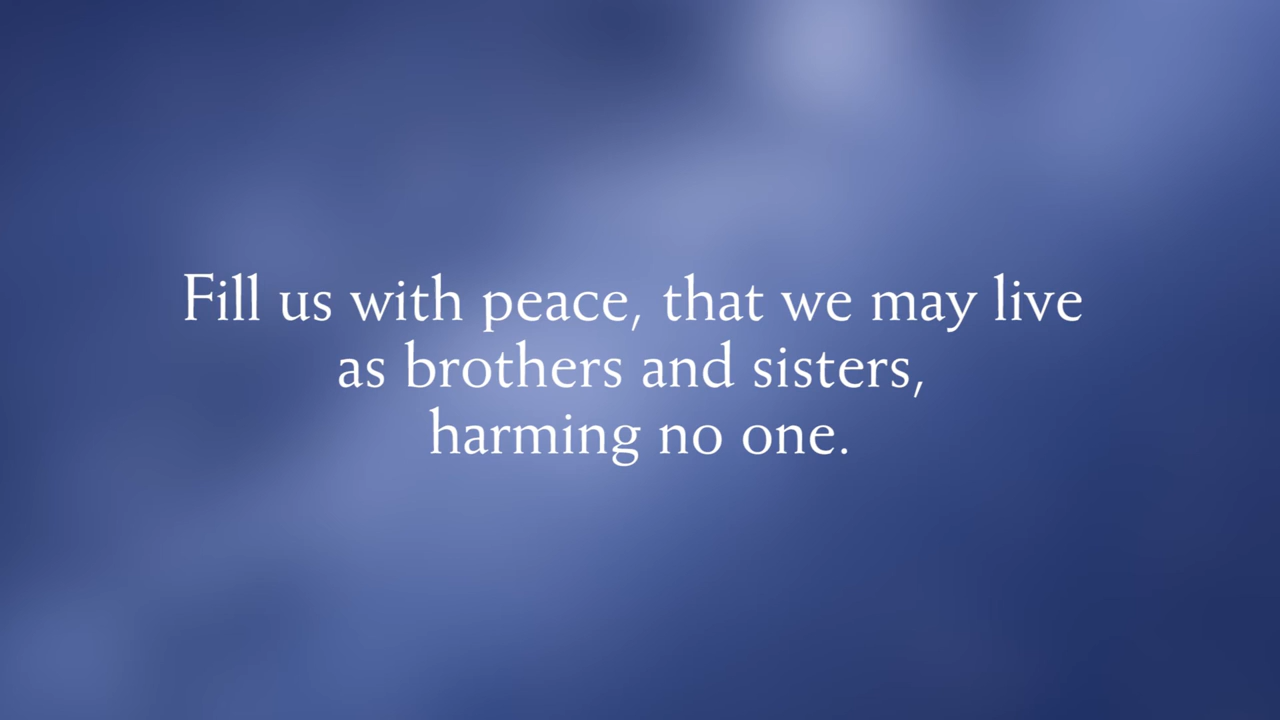 Fill us with peace, that we may live
as brothers and sisters,
harming no one.